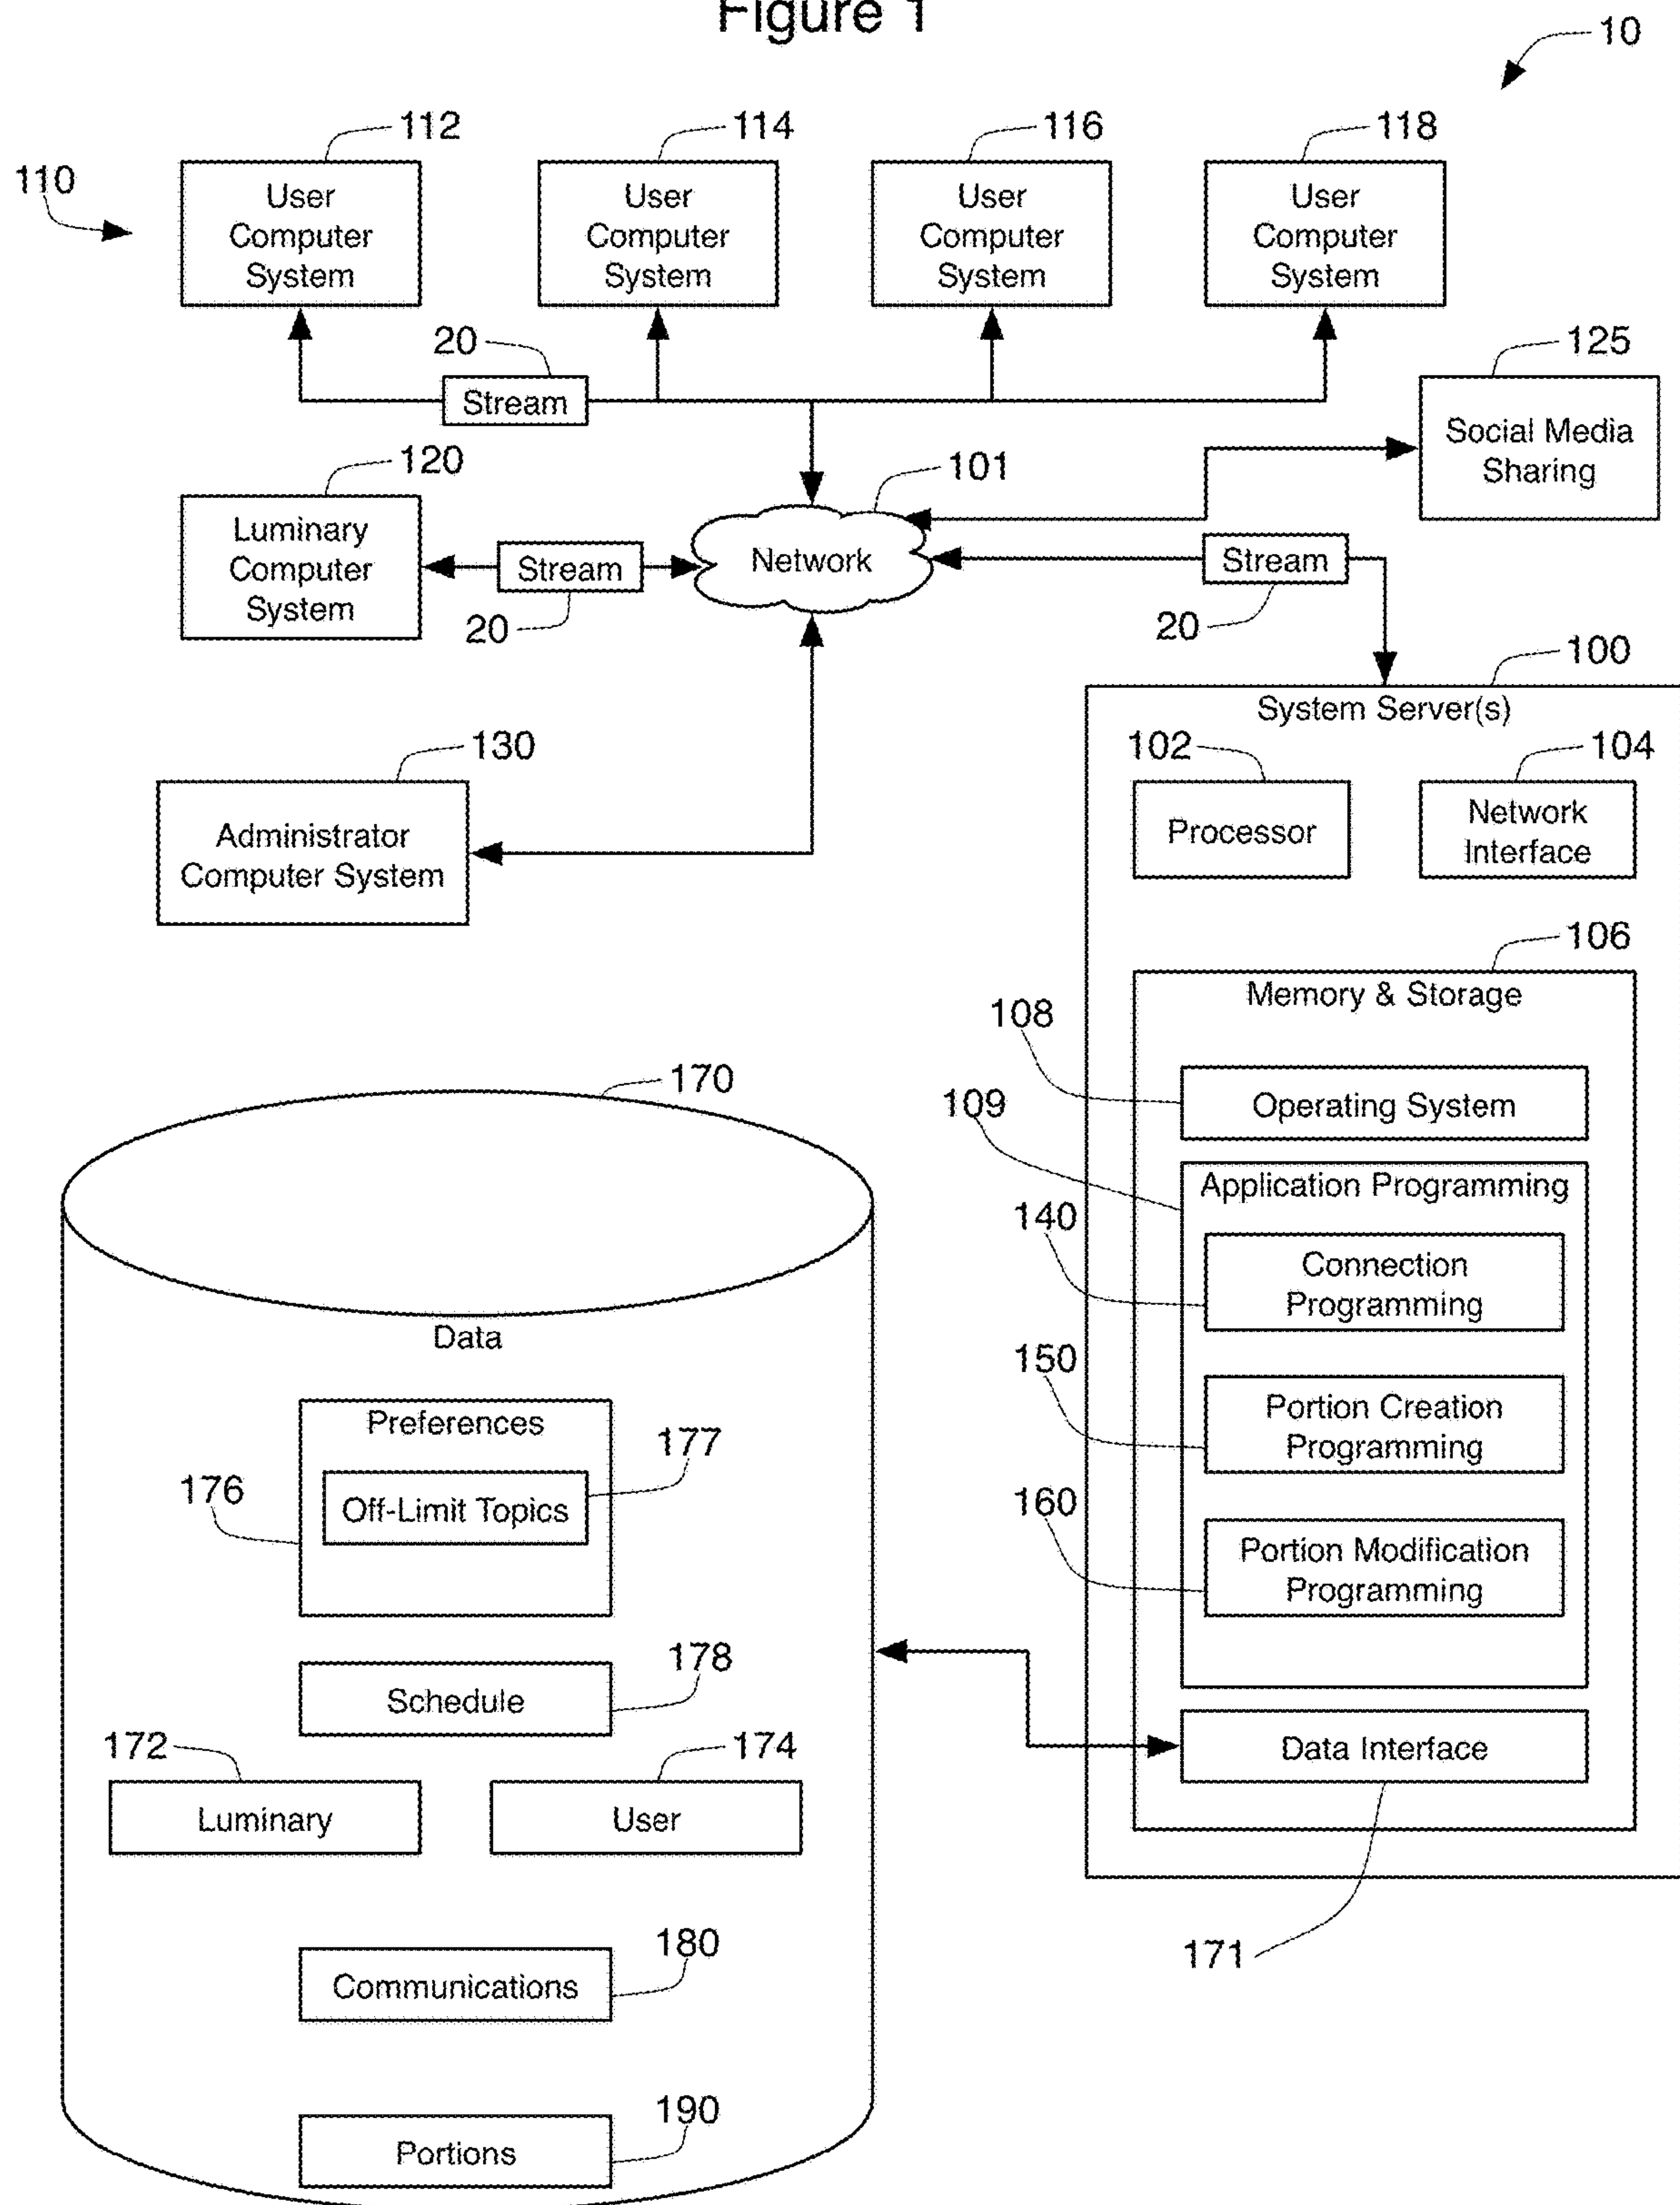 Figure 1
10
112
114
116
118
110
User
Computer
System
User
Computer
System
User
Computer
System
User
Computer
System
20
Stream
125
Social Media
Sharing
120
Luminary
Computer
System
Stream
20
101
Network
Stream
20
100
System Server(s)
130
Administrator
Computer System
102
Processor
104
Network
Interface
106
Memory & Storage
108
Operating System
109
Application Programming
140
Connection
Programming
150
Portion Creation
Programming
160
Portion Modification
Programming
Data Interface
171
170
Data
Preferences
176
177
Off-Limit Topics
178
Schedule
172
Luminary
174
User
180
Communications
190
Portions